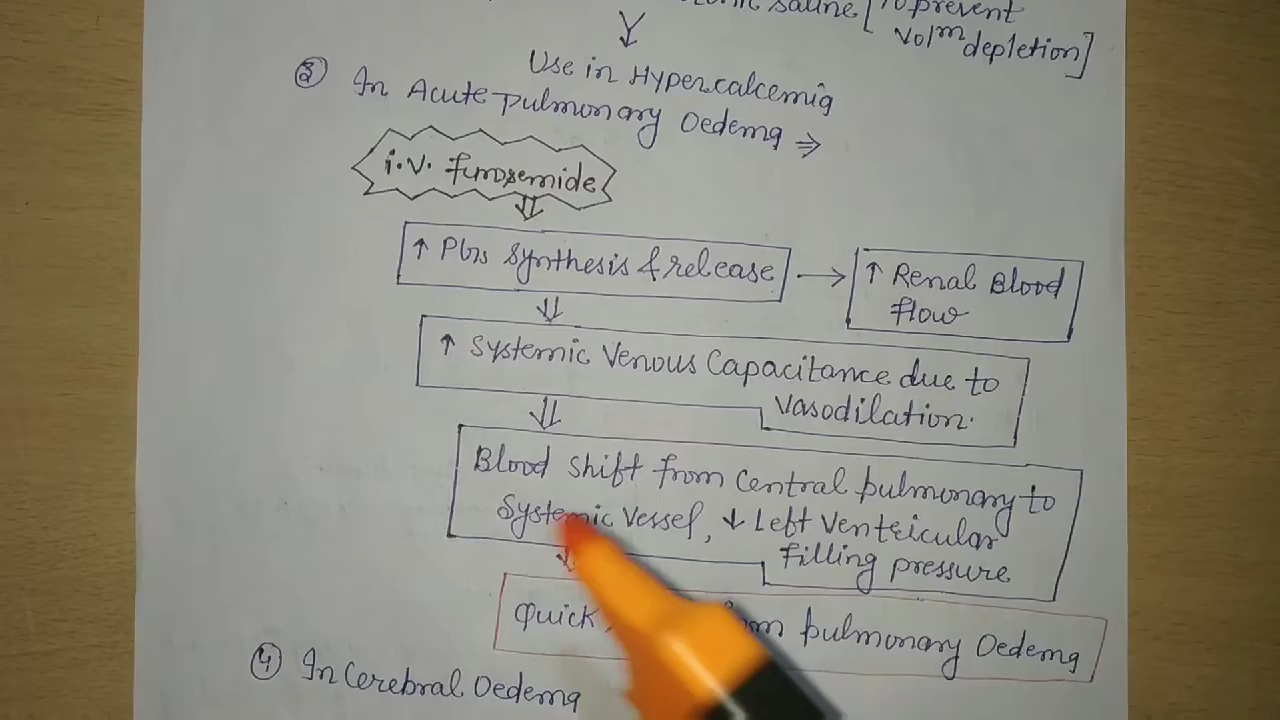 saline [To prevent
Vol^m depletion]
Use in Hypercalcemia
③ In Acute pulmonary Oedema ⇒
i.v. furosemide
↑ PGs synthesis & release → ↑ Renal Blood
flow
↑ Systemic Venous Capacitance due to
vasodilation.
Blood shift from central pulmonary to
systemic vessel, ↓ Left ventricular
filling pressure
Quick from pulmonary Oedema
④ In Cerebral Oedema